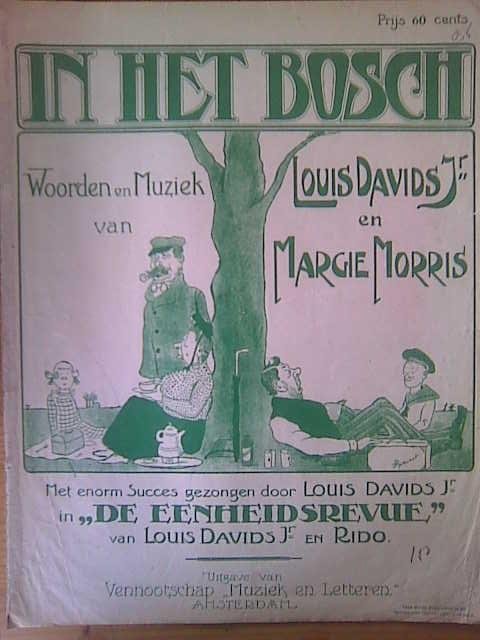 Prijs 60 cents
IN HET BOSCH
Woorden en Muziek
van
LOUIS DAVIDS Jr
en
MARGIE MORRIS
Met enorm Succes gezongen door LOUIS DAVIDS Jr
in „DE EENHEIDSREVUE"
van LOUIS DAVIDS Jr EN RIDO.
Uitgave van
Vennootschap „Muziek en Letteren"
AMSTERDAM